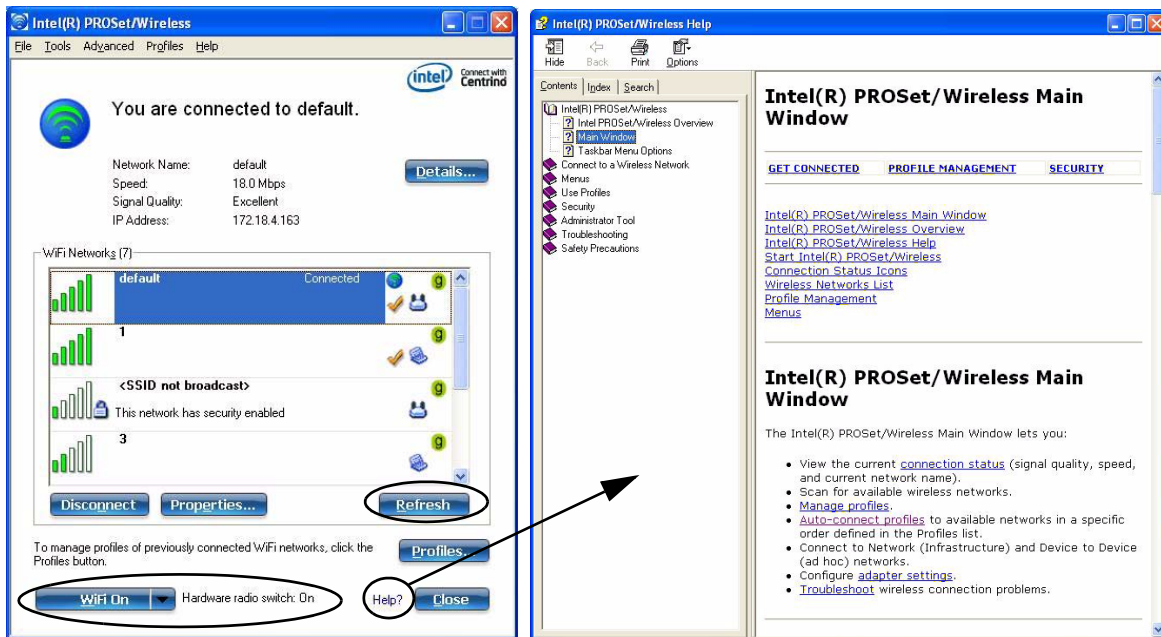 Intel(R) PROSet/Wireless
File Tools Advanced Profiles Help
intel Connect with Centrino
You are connected to default.
Network Name: default
Speed: 18.0 Mbps
Signal Quality: Excellent
IP Address: 172.18.4.163
Details...
WiFi Networks (7)
default Connected
g
1
g
<SSID not broadcast>
g
This network has security enabled
3
g
Disconnect Properties... Refresh
To manage profiles of previously connected WiFi networks, click the
Profiles button.
Profiles...
WiFi On Hardware radio switch: On Help? Close
Intel(R) PROSet/Wireless Help
Hide Back Print Options
Contents Index Search
Intel(R) PROSet/Wireless
Intel PROSet/Wireless Overview
Main Window
Taskbar Menu Options
Connect to a Wireless Network
Menus
Use Profiles
Security
Administrator Tool
Troubleshooting
Safety Precautions
Intel(R) PROSet/Wireless Main
Window
GET CONNECTED PROFILE MANAGEMENT SECURITY
Intel(R) PROSet/Wireless Main Window
Intel(R) PROSet/Wireless Overview
Intel(R) PROSet/Wireless Help
Start Intel(R) PROSet/Wireless
Connection Status Icons
Wireless Networks List
Profile Management
Menus
Intel(R) PROSet/Wireless Main
Window
The Intel(R) PROSet/Wireless Main Window lets you:
• View the current connection status (signal quality, speed,
and current network name).
• Scan for available wireless networks.
• Manage profiles.
• Auto-connect profiles to available networks in a specific
order defined in the Profiles list.
• Connect to Network (Infrastructure) and Device to Device
(ad hoc) networks.
• Configure adapter settings.
• Troubleshoot wireless connection problems.